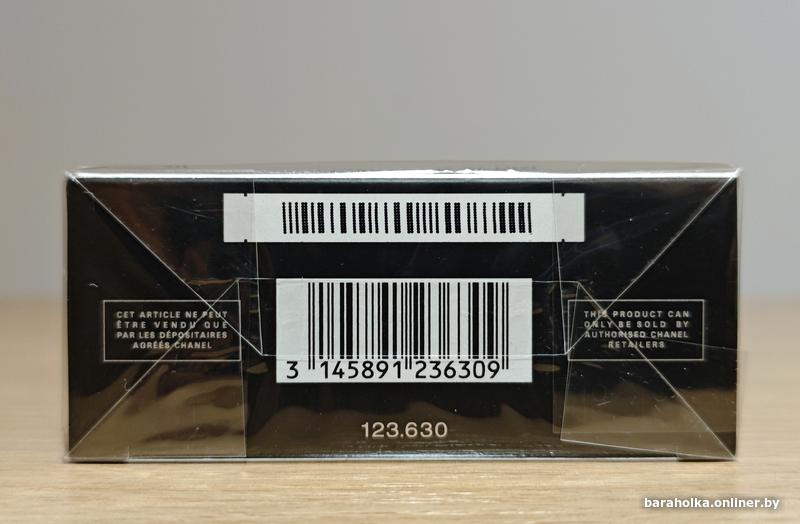 CET ARTICLE NE PEUT
ÊTRE VENDU QUE
PAR LES DÉPOSITAIRES
AGRÉÉS CHANEL
THIS PRODUCT CAN
ONLY BE SOLD BY
AUTHORISED CHANEL
RETAILERS
3 145891 236309
123.630
baraholka.onliner.by